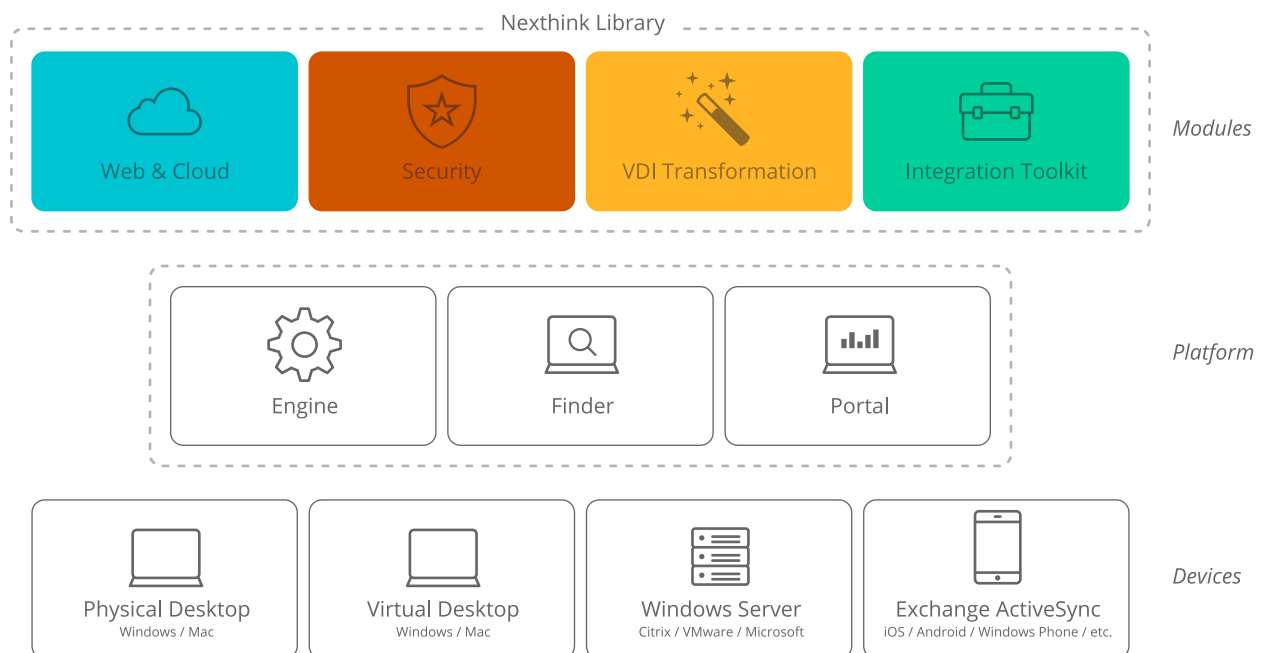 Nexthink Library
Web & Cloud
Security
VDI Transformation
Integration Toolkit
Modules
Engine
Finder
Portal
Platform
Physical Desktop
Windows / Mac
Virtual Desktop
Windows / Mac
Windows Server
Citrix / VMware / Microsoft
Exchange ActiveSync
iOS / Android / Windows Phone / etc.
Devices